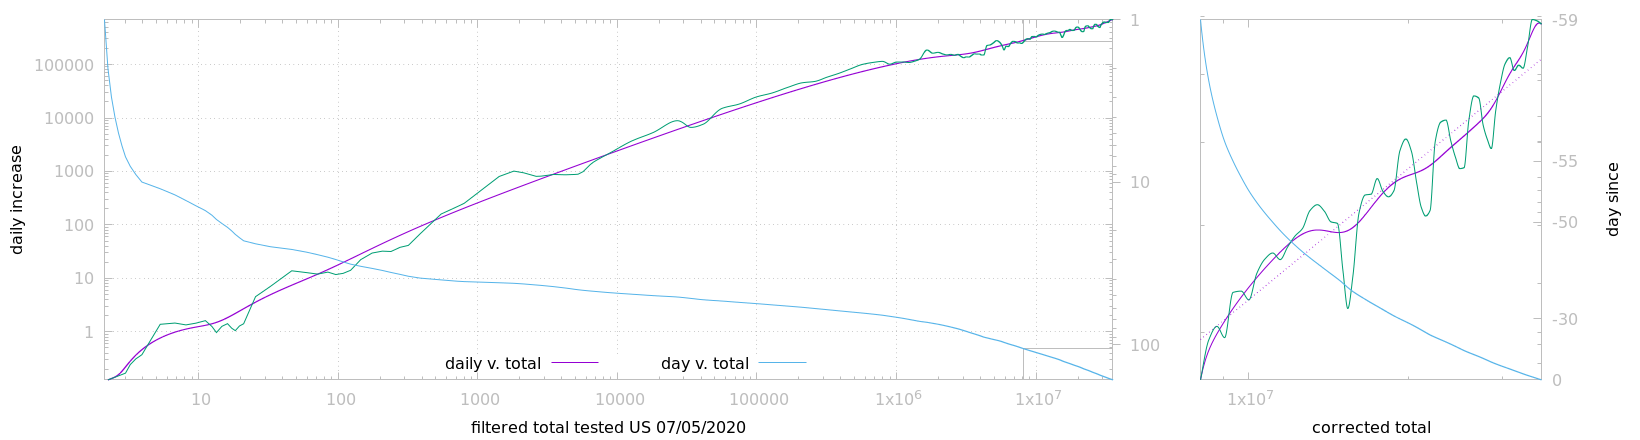 daily increase
100000
10000
1000
100
10
1
daily v. total
day v. total
10
100
1000
10000
100000
1x10^6
1x10^7
filtered total tested US 07/05/2020
1
10
100
-59
-55
-50
-30
0
day since
1x10^7
corrected total